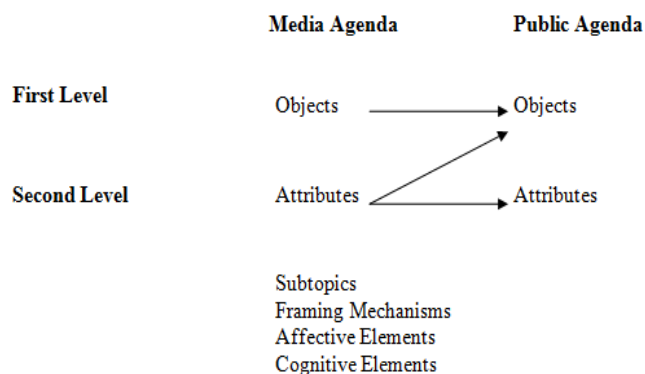 Media Agenda Public Agenda
First Level
Objects Objects
Second Level Attributes Attributes
Subtopics
Framing Mechanisms
Affective Elements
Cognitive Elements